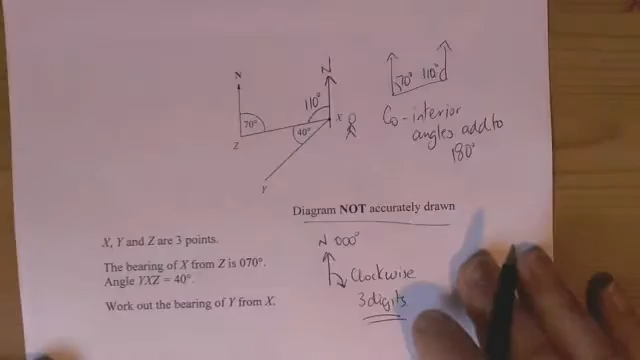 N
N
70°
Z
110°
X
40°
Y
70° 110°
Co-interior
angles add to
180°
Diagram NOT accurately drawn
X, Y and Z are 3 points.
The bearing of X from Z is 070°.
Angle YXZ = 40°.
Work out the bearing of Y from X.
N 000°
Clockwise
3 digits